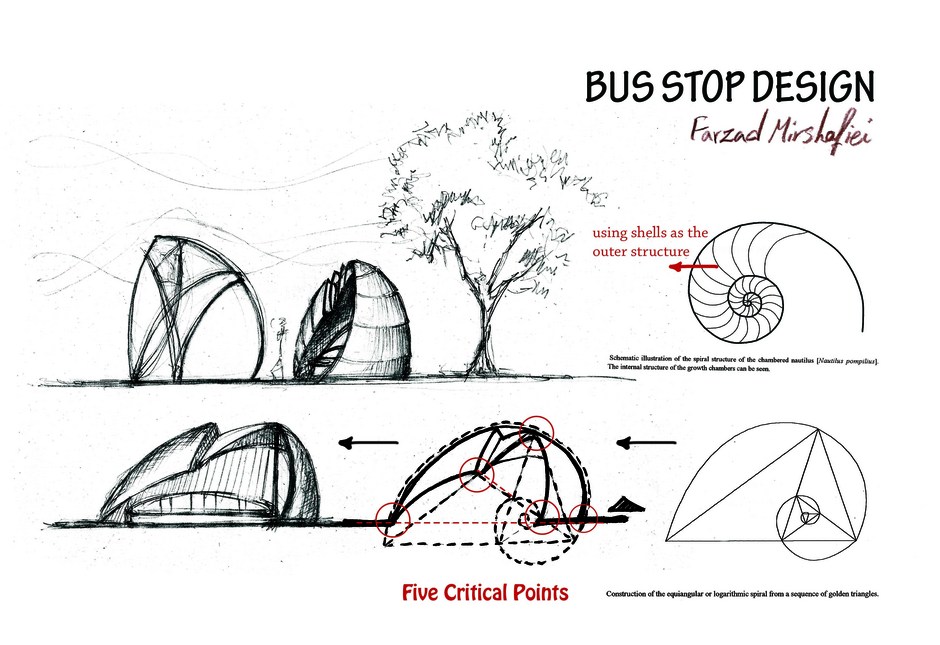 BUS STOP DESIGN
Farzad Mirshafiei
using shells as the
outer structure
Schematic illustration of the spiral structure of the chambered nautilus [Nautilus pompilius].
The internal structure of the growth chambers can be seen.
Five Critical Points
Construction of the equiangular or logarithmic spiral from a sequence of golden triangles.